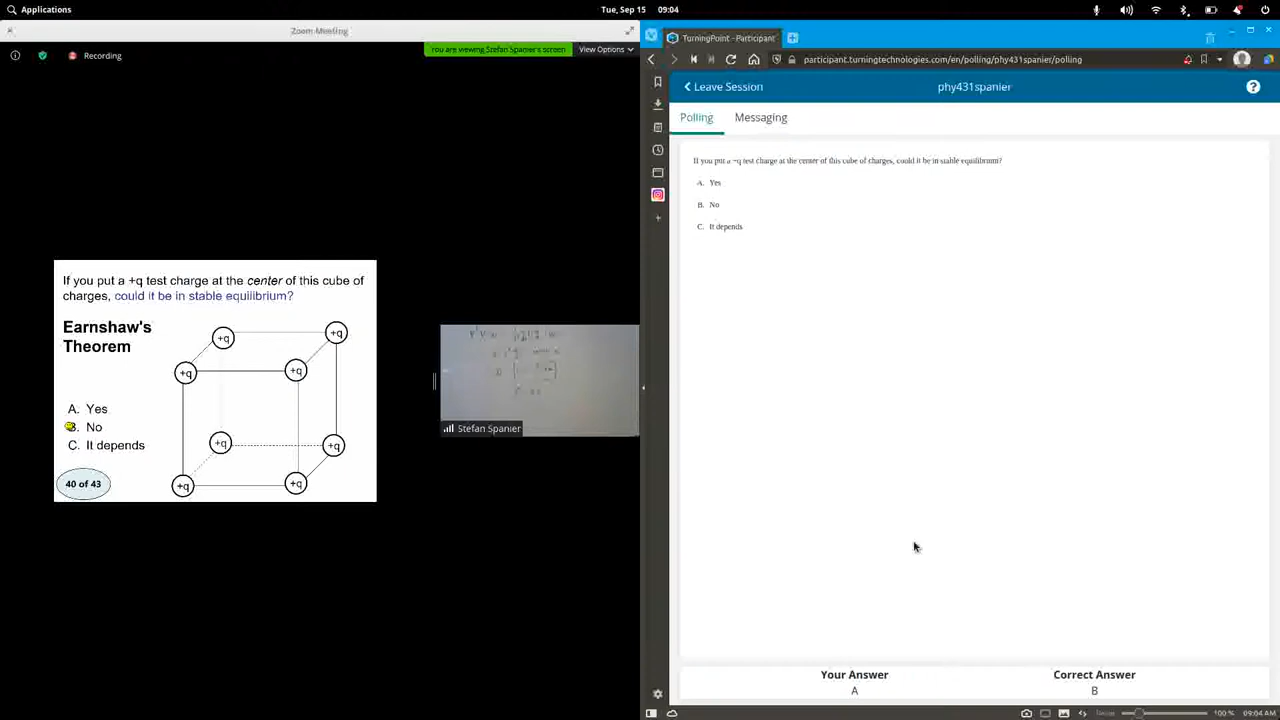 Applications
Tue, Sep 15 09:04
Zoom Meeting
Recording
You are viewing Stefan Spanier's screen
View Options
If you put a +q test charge at the center of this cube of
charges, could it be in stable equilibrium?
Earnshaw's
Theorem
+q
+q
+q
+q
+q
+q
+q
+q
A. Yes
B. No
C. It depends
40 of 43
Stefan Spanier
TurningPoint - Participant
participant.turningtechnologies.com/en/polling/phy431spanier/polling
Leave Session
phy431spanier
?
Polling
Messaging
If you put a +q test charge at the center of this cube of charges, could it be in stable equilibrium?
A. Yes
B. No
C. It depends
Your Answer
Correct Answer
A
B
100 %
09:04 AM